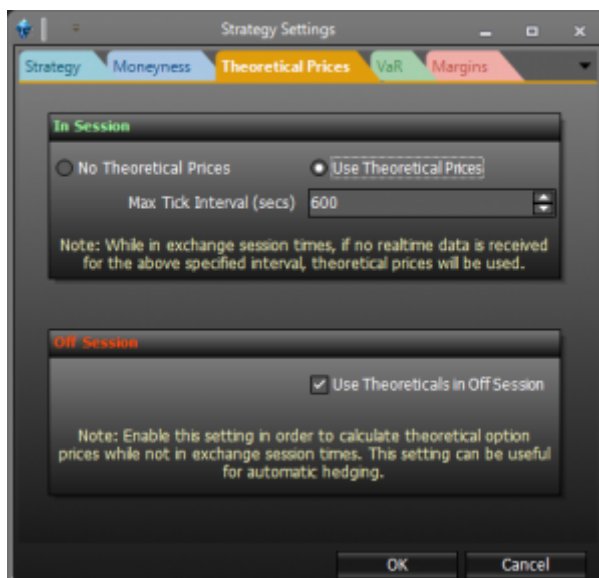 Strategy Settings
Strategy Moneyness Theoretical Prices VaR Margins
In Session
No Theoretical Prices Use Theoretical Prices
Max Tick Interval (secs) 600
Note: While in exchange session times, if no realtime data is received
for the above specified interval, theoretical prices will be used.
Off Session
Use Theoreticals in Off Session
Note: Enable this setting in order to calculate theoretical option
prices while not in exchange session times. This setting can be useful
for automatic hedging.
OK Cancel